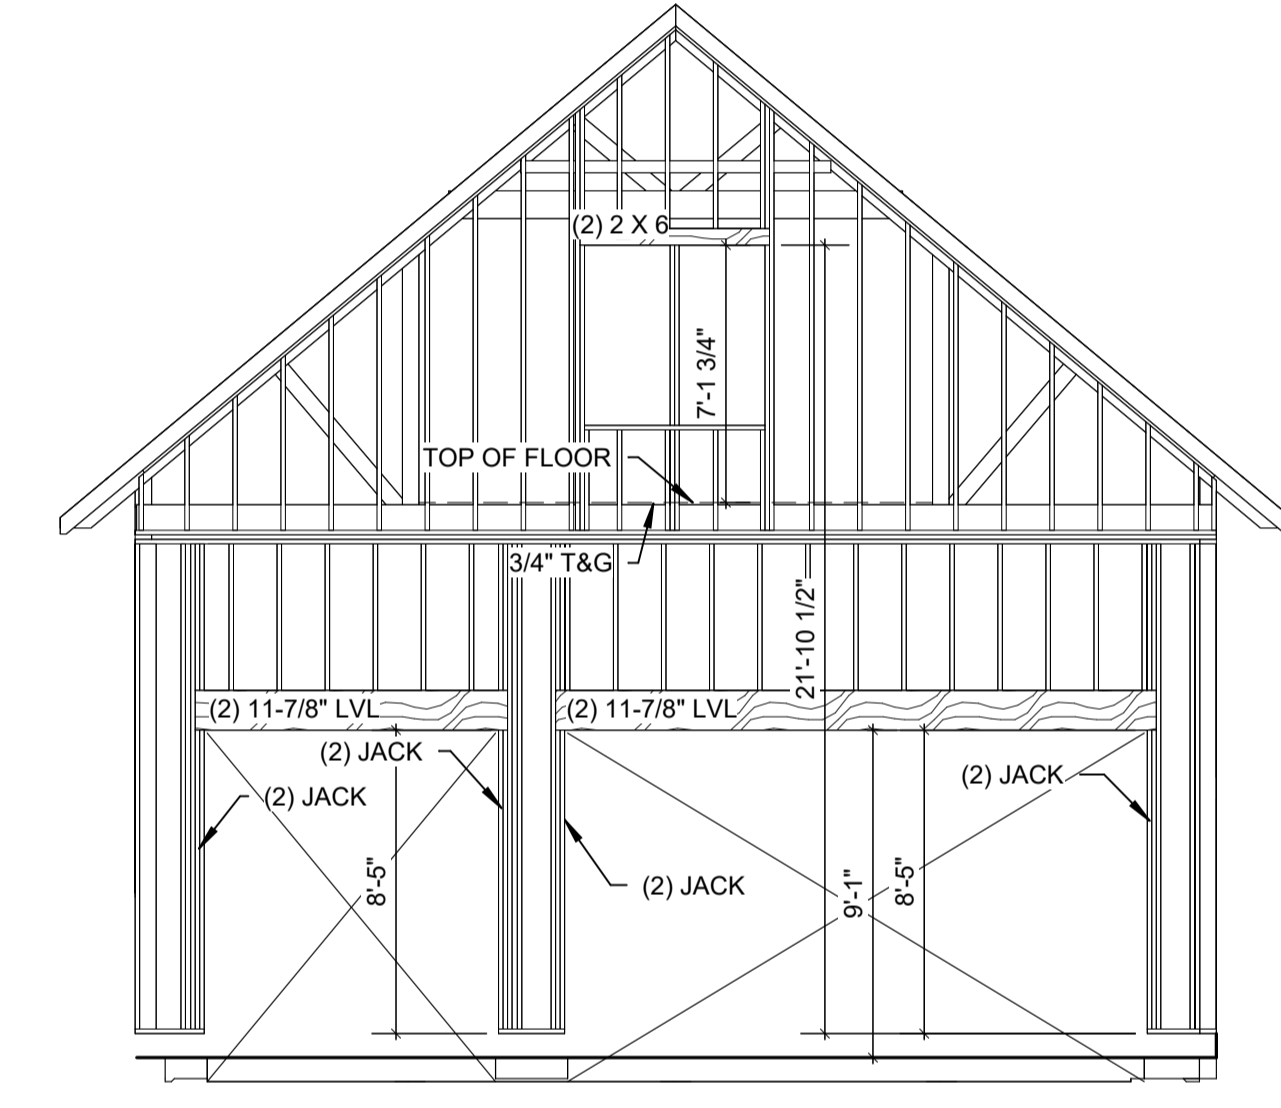 (2) 2 X 6
7'-1 3/4"
TOP OF FLOOR
3/4" T&G
21'-10 1/2"
(2) 11-7/8" LVL
(2) 11-7/8" LVL
(2) JACK
(2) JACK
(2) JACK
(2) JACK
8'-5"
9'-1"
8'-5"